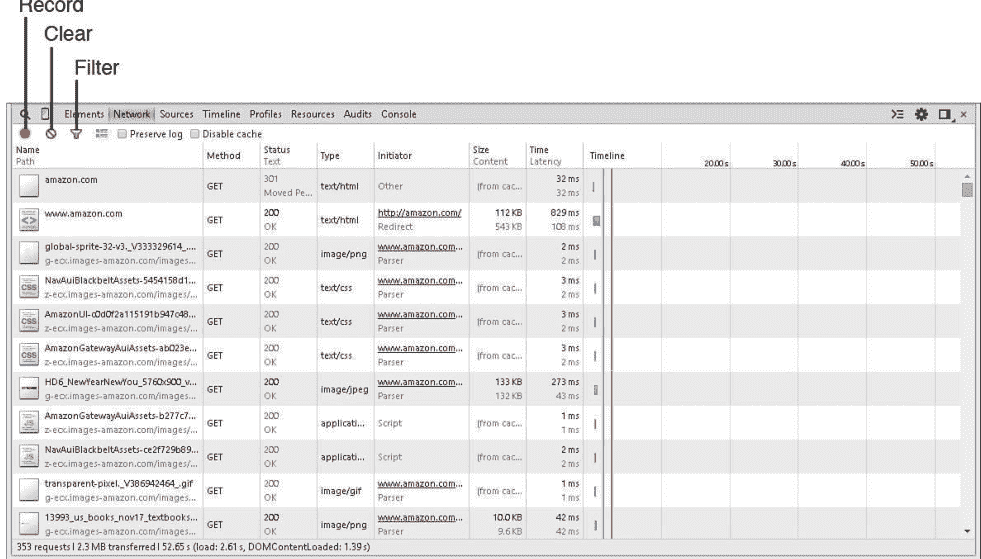 Record
Clear
Filter
Elements Network Sources Timeline Profiles Resources Audits Console
Preserve log Disable cache
Name Path Method Status Text Type Initiator Size Content Time Latency Timeline 20.00 s 30.00 s 40.00 s 50.00 s
amazon.com GET 301 Moved Pe... text/html Other (from cac... 32 ms 32 ms
www.amazon.com GET 200 OK text/html http://amazon.com/ Redirect 112 KB 543 KB 829 ms 108 ms
global-sprite-32-v3._V333329614_.... g-ecx.images-amazon.com/images... GET 200 OK image/png www.amazon.com... Parser (from cac... 2 ms 2 ms
CSS NavAuiBlackbeltAssets-5454158d1... z-ecx.images-amazon.com/images/... GET 200 OK text/css www.amazon.com... Parser (from cac... 3 ms 2 ms
CSS AmazonUI-c0d0f2a115191b947c48... z-ecx.images-amazon.com/images/... GET 200 OK text/css www.amazon.com... Parser (from cac... 3 ms 2 ms
CSS AmazonGatewayAuiAssets-ab023e... z-ecx.images-amazon.com/images/... GET 200 OK text/css www.amazon.com... Parser (from cac... 3 ms 2 ms
HD6_NewYearNewYou_5760x900_v... g-ecx.images-amazon.com/images... GET 200 OK image/jpeg www.amazon.com... Parser 133 KB 132 KB 273 ms 43 ms
JS AmazonGatewayAuiAssets-b277c7... z-ecx.images-amazon.com/images/... GET 200 OK applicati... Script (from cac... 1 ms 1 ms
JS NavAuiBlackbeltAssets-ce2f729b89... z-ecx.images-amazon.com/images/... GET 200 OK applicati... Script (from cac... 2 ms 2 ms
transparent-pixel._V386942464_.gif g-ecx.images-amazon.com/images... GET 200 OK image/gif www.amazon.com... Parser (from cac... 1 ms 1 ms
13993_us_books_nov17_textbooks... g-ecx.images-amazon.com/images... GET 200 OK image/png www.amazon.com... Parser 10.0 KB 9.6 KB 42 ms 42 ms
353 requests | 2.3 MB transferred | 52.65 s (load: 2.61 s, DOMContentLoaded: 1.39 s)